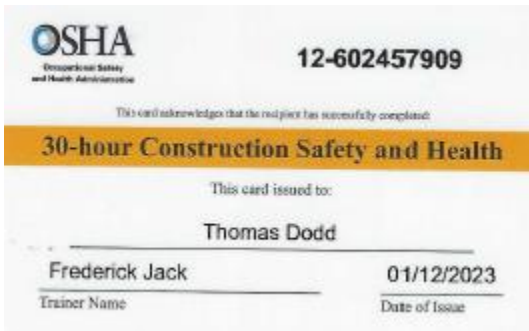 OSHA
Occupational Safety
and Health Administration
12-602457909
This card acknowledges that the recipient has successfully completed:
30-hour Construction Safety and Health
This card issued to:
Thomas Dodd
Frederick Jack
01/12/2023
Trainer Name
Date of Issue